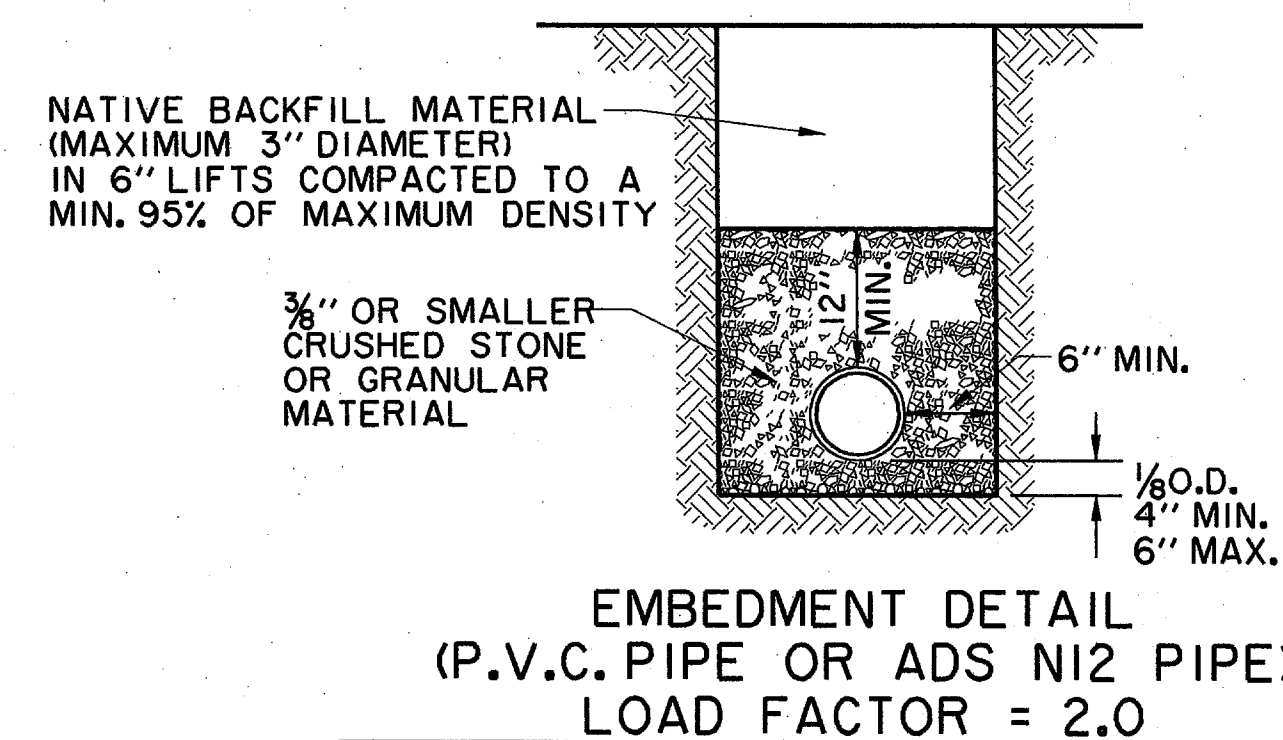 NATIVE BACKFILL MATERIAL
(MAXIMUM 3" DIAMETER)
IN 6" LIFTS COMPACTED TO A
MIN. 95% OF MAXIMUM DENSITY
3/8" OR SMALLER
CRUSHED STONE
OR GRANULAR
MATERIAL
12"
MIN.
6" MIN.
1/8 O.D.
4" MIN.
6" MAX.
EMBEDMENT DETAIL
(P.V.C. PIPE OR ADS N12 PIPE)
LOAD FACTOR = 2.0